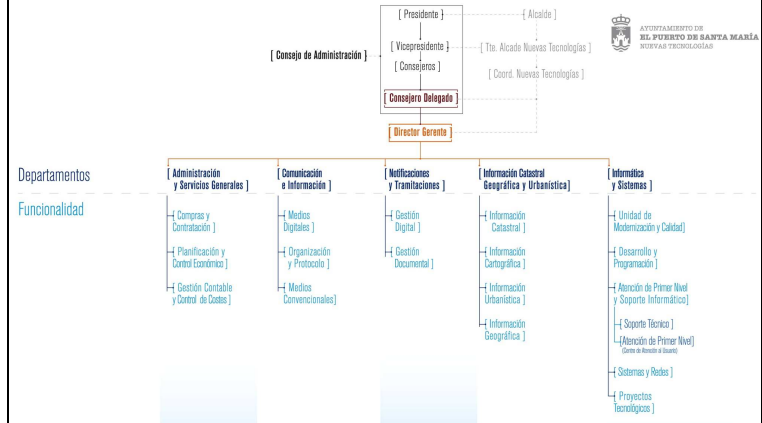 [ Presidente ]
[ Alcalde ]
AYUNTAMIENTO DE
EL PUERTO DE SANTA MARÍA
NUEVAS TECNOLOGÍAS
[ Vicepresidente ]
[ Tte. Alcade Nuevas Tecnologías ]
[ Consejo de Administración ]
[ Consejeros ]
[ Coord. Nuevas Tecnologías ]
[ Consejero Delegado ]
[ Director Gerente ]
Departamentos
[ Administración
y Servicios Generales ]
[ Comunicación
e Información ]
[ Notificaciones
y Tramitaciones ]
[ Información Catastral
Geográfica y Urbanística]
[ Informática
y Sistemas ]
Funcionalidad
[ Compras y
Contratación ]
[ Planificación y
Control Económico ]
[ Gestión Contable
y Control de Costes ]
[ Medios
Digitales ]
[ Organización
y Protocolo ]
[ Medios
Convencionales]
[ Gestión
Digital ]
[ Gestión
Documental ]
[ Información
Catastral ]
[ Información
Cartográfica ]
[ Información
Urbanística ]
[ Información
Geográfica ]
[ Unidad de
Modernización y Calidad]
[ Desarrollo y
Programación ]
[ Atención de Primer Nivel
y Soporte Informático]
[ Soporte Técnico ]
[Atención de Primer Nivel]
(Centro de Atención al Usuario)
[ Sistemas y Redes ]
[ Proyectos
Tecnológicos ]